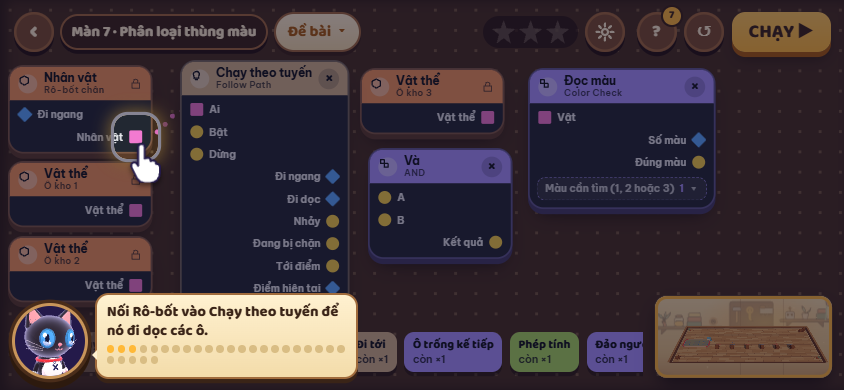 Màn 7 · Phân loại thùng màu
Đề bài
?
7
CHẠY
Nhân vật
Rô-bốt chân
Đi ngang
Nhân vật
Vật thể
Ô kho 1
Vật thể
Vật thể
Ô kho 2
Vật thể
Chạy theo tuyến
Follow Path
Ai
Bật
Dừng
Đi ngang
Đi dọc
Nhảy
Đang bị chặn
Tới điểm
Điểm hiện tại
Vật thể
Ô kho 3
Vật thể
Và
AND
A
B
Kết quả
Đọc màu
Color Check
Vật
Số màu
Đúng màu
Màu cần tìm (1, 2 hoặc 3) 1
Nối Rô-bốt vào Chạy theo tuyến để
nó đi dọc các ô.
Đi tới
còn ×1
Ô trống kế tiếp
còn ×1
Phép tính
còn ×1
Đảo ngư
còn ×1